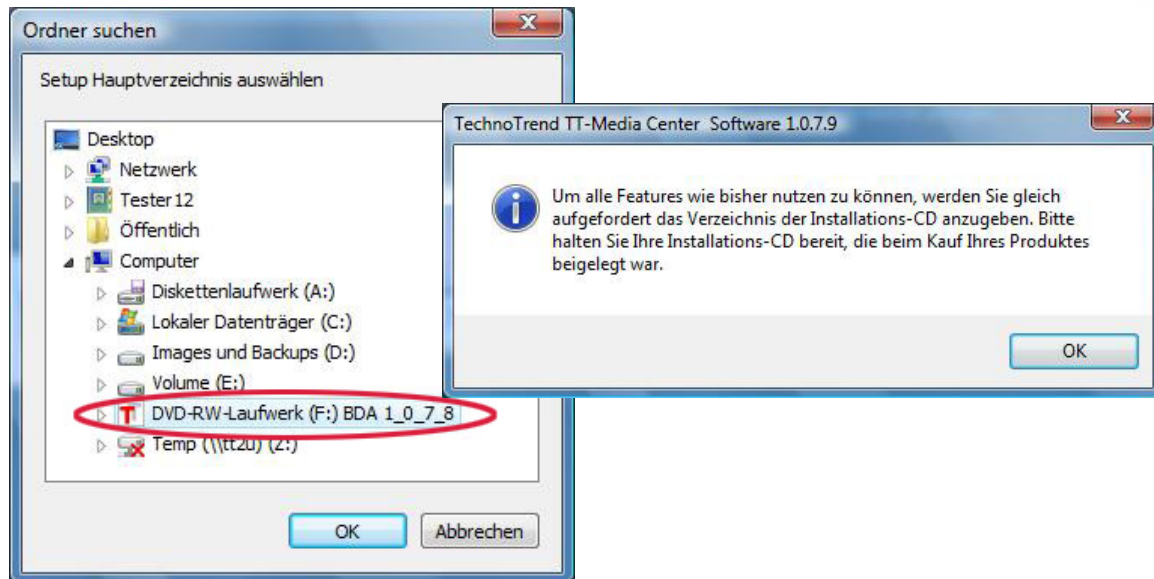 Ordner suchen
Setup Hauptverzeichnis auswählen
Desktop
Netzwerk
Tester 12
Öffentlich
Computer
Diskettenlaufwerk (A:)
Lokaler Datenträger (C:)
Images und Backups (D:)
Volume (E:)
DVD-RW-Laufwerk (F:) BDA 1_0_7_8
Temp (\\tt2u) (Z:)
OK
Abbrechen
TechnoTrend TT-Media Center Software 1.0.7.9
Um alle Features wie bisher nutzen zu können, werden Sie gleich
aufgefordert das Verzeichnis der Installations-CD anzugeben. Bitte
halten Sie Ihre Installations-CD bereit, die beim Kauf Ihres Produktes
beigelegt war.
OK